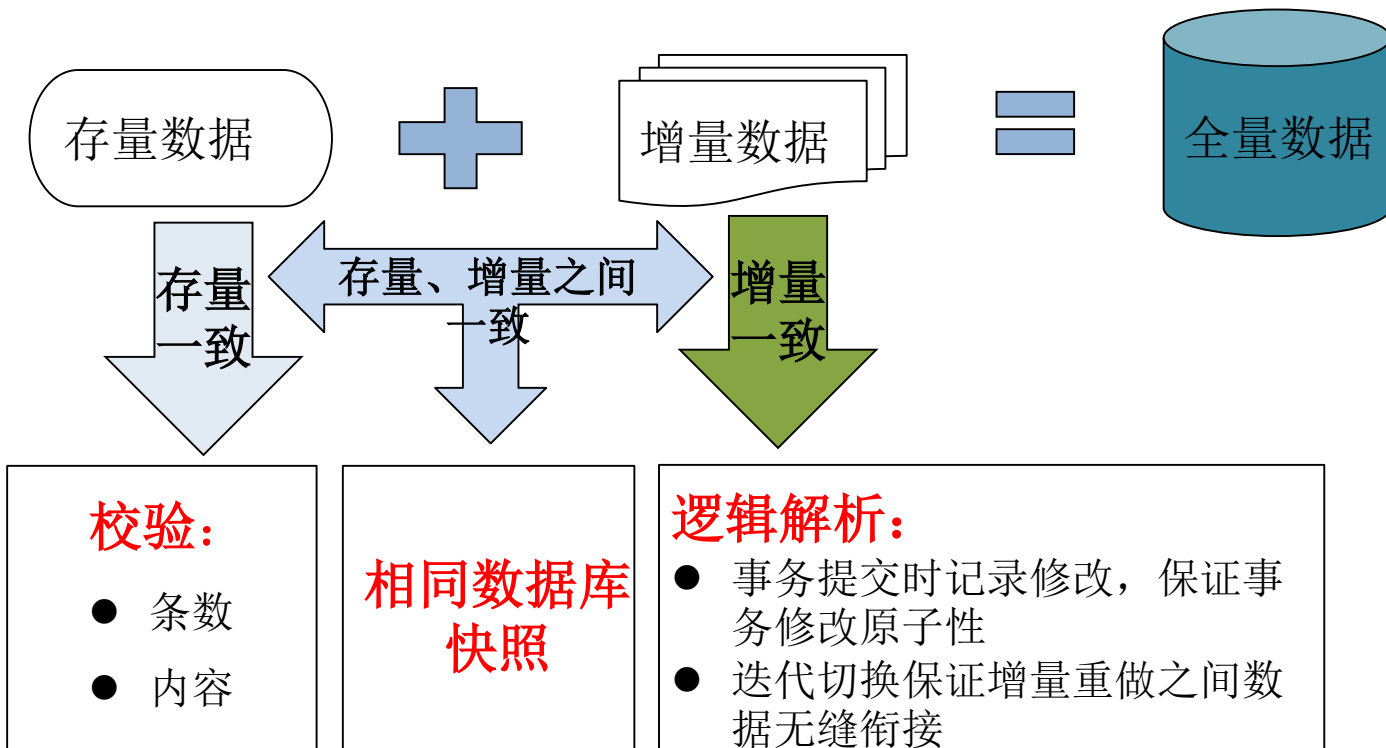 存量数据
增量数据
全量数据
存量
一致
存量、增量之间
一致
增量
一致
校验：
● 条数
● 内容
相同数据库
快照
逻辑解析：
● 事务提交时记录修改，保证事
务修改原子性
● 迭代切换保证增量重做之间数
据无缝衔接